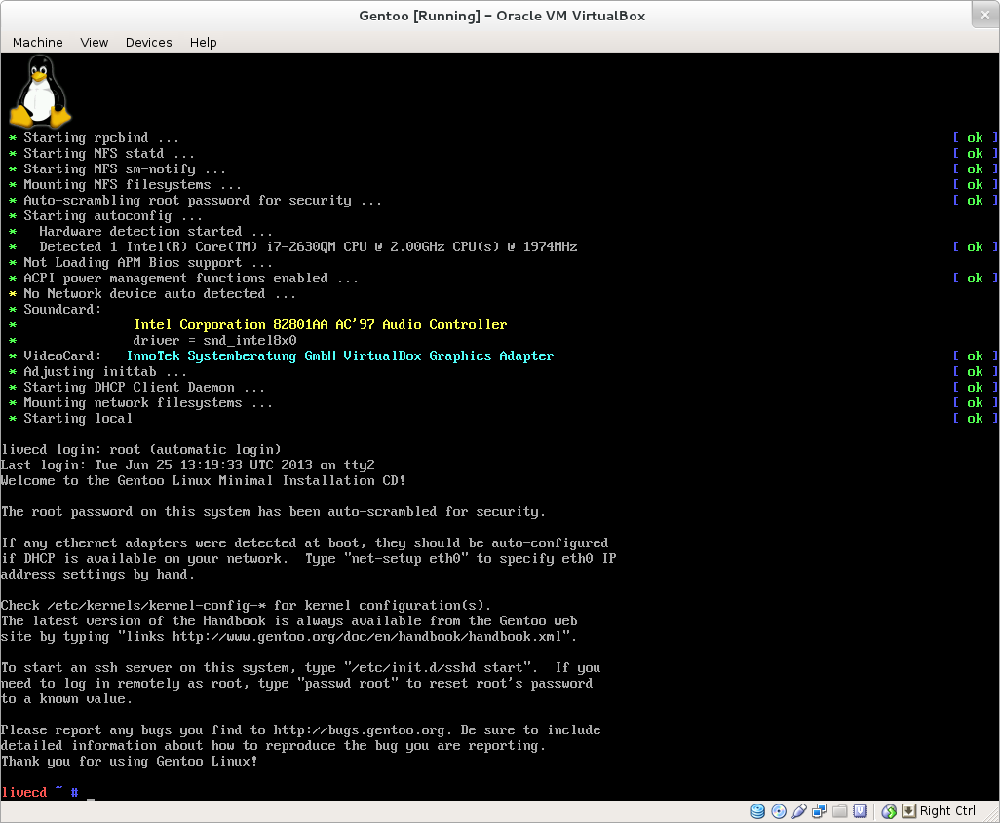 Gentoo [Running] – Oracle VM VirtualBox
Machine View Devices Help
* Starting rpcbind ... [ ok ]
* Starting NFS statd ... [ ok ]
* Starting NFS sm-notify ... [ ok ]
* Mounting NFS filesystems ... [ ok ]
* Auto-scrambling root password for security ... [ ok ]
* Starting autoconfig ...
*   Hardware detection started ...
*   Detected 1 Intel(R) Core(TM) i7-2630QM CPU @ 2.00GHz CPU(s) @ 1974MHz [ ok ]
* Not Loading APM Bios support ...
* ACPI power management functions enabled ... [ ok ]
* No Network device auto detected ...
* Soundcard:
* Intel Corporation 82801AA AC'97 Audio Controller
* driver = snd_intel8x0
* VideoCard: InnoTek Systemberatung GmbH VirtualBox Graphics Adapter [ ok ]
* Adjusting inittab ... [ ok ]
* Starting DHCP Client Daemon ... [ ok ]
* Mounting network filesystems ... [ ok ]
* Starting local [ ok ]
livecd login: root (automatic login)
Last login: Tue Jun 25 13:19:33 UTC 2013 on tty2
Welcome to the Gentoo Linux Minimal Installation CD!
The root password on this system has been auto-scrambled for security.
If any ethernet adapters were detected at boot, they should be auto-configured
if DHCP is available on your network.  Type "net-setup eth0" to specify eth0 IP
address settings by hand.
Check /etc/kernels/kernel-config-* for kernel configuration(s).
The latest version of the Handbook is always available from the Gentoo web
site by typing "links http://www.gentoo.org/doc/en/handbook/handbook.xml".
To start an ssh server on this system, type "/etc/init.d/sshd start".  If you
need to log in remotely as root, type "passwd root" to reset root's password
to a known value.
Please report any bugs you find to http://bugs.gentoo.org. Be sure to include
detailed information about how to reproduce the bug you are reporting.
Thank you for using Gentoo Linux!
livecd ~ # _
Right Ctrl